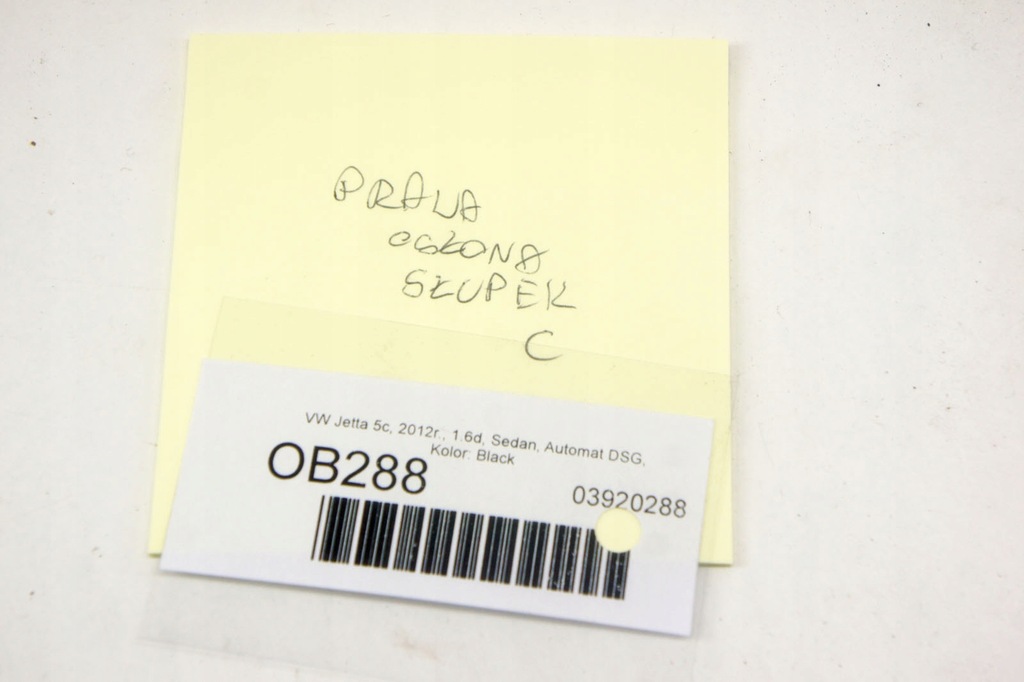 PRAWA
OSŁONA
SŁUPEK
C
VW Jetta 5c, 2012r., 1.6d, Sedan, Automat DSG,
Kolor: Black
OB288
03920288